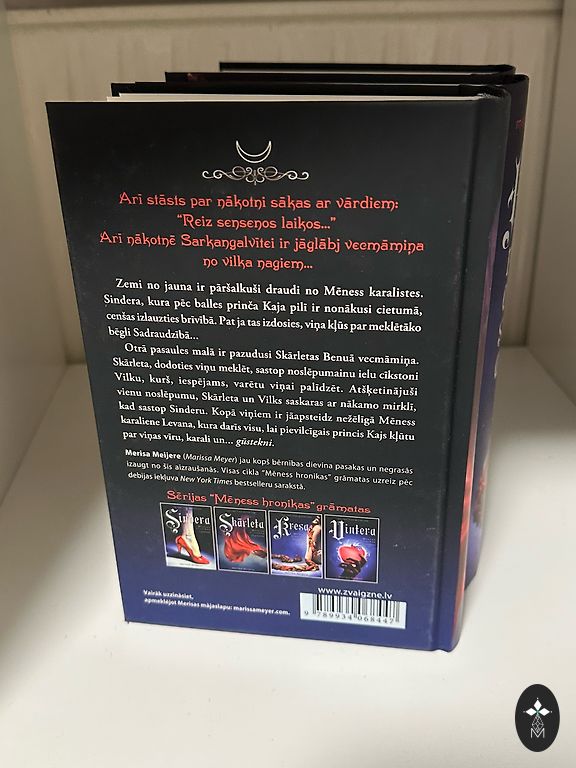 Arī stāsts par nākotni sākas ar vārdiem:
“Reiz sensenos laikos...”
Arī nākotnē Sarkangalvītei ir jāglābj vecmāmiņa
no vilka nagiem...
Zemi no jauna ir pāršalkuši draudi no Mēness karalistes.
Sindera, kura pēc balles prinča Kaja pilī ir nonākusi cietumā,
cenšas izlauzties brīvībā. Pat ja tas izdosies, viņa kļūs par meklētāko
bēgli Sadraudzībā...
Otrā pasaules malā ir pazudusi Skārletas Benuā vecmāmiņa.
Skārleta, dodoties viņu meklēt, sastop noslēpumainu ielu cīkstoni
Vilku, kurš, iespējams, varētu viņai palīdzēt. Atšķetinājuši
vienu noslēpumu, Skārleta un Vilks saskaras ar nākamo mirklī,
kad sastop Sinderu. Kopā viņiem ir jāapsteidz nežēlīgā Mēness
karaliene Levana, kura darīs visu, lai pievilcīgais princis Kajs kļūtu
par viņas vīru, karali un... gūstekni.
Merisa Meijere (Marissa Meyer) jau kopš bērnības dievina pasakas un negrasās
izaugt no šīs aizraušanās. Visas cikla “Mēness hronikas” grāmatas uzreiz pēc
debijas iekļuva New York Times bestselleru sarakstā.
Sērijas “Mēness hronikas” grāmatas
Sindera Skārleta Kresa Vintera
Vairāk uzzināsiet,
apmeklējot Merisas mājaslapu: marissameyer.com.
www.zvaigzne.lv
9 789934 068447
M